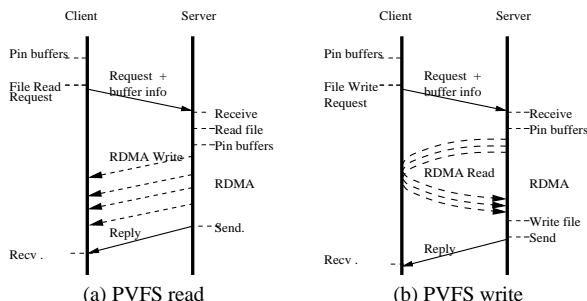 Client Server
Pin buffers
File Read
Request
Request +
buffer info
Receive
Read file
Pin buffers
RDMA Write
RDMA
Send.
Reply
Recv .
(a) PVFS read
Client Server
Pin buffers
File Write
Request
Request +
buffer info
Receive
Pin buffers
RDMA Read
RDMA
Write file
Send
Reply
Recv .
(b) PVFS write